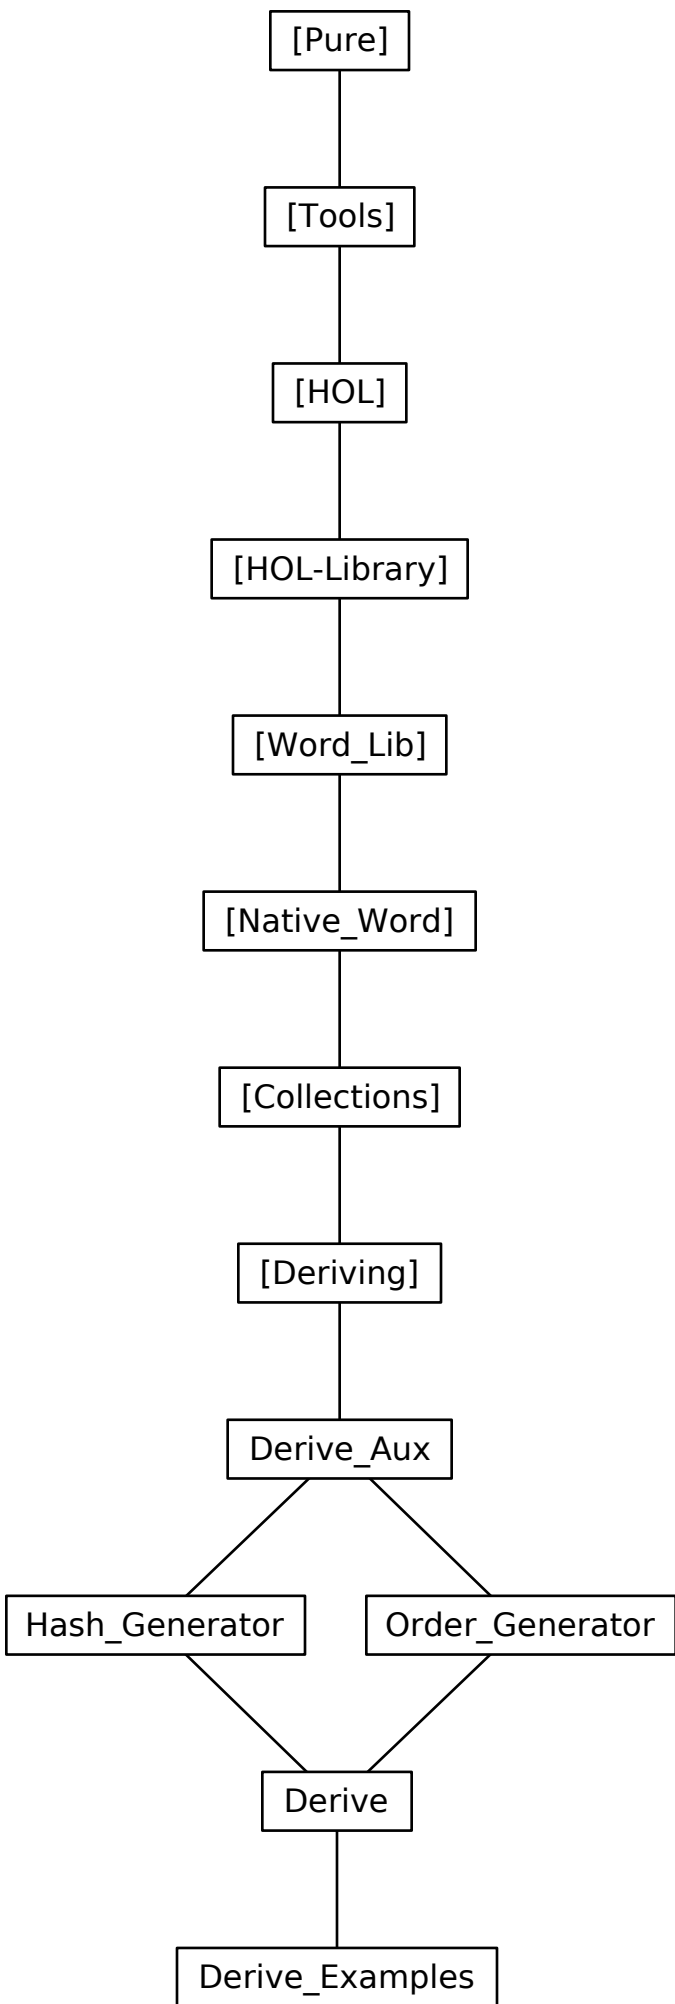 [Pure]
[Tools]
[HOL]
[HOL-Library]
[Word_Lib]
[Native_Word]
[Collections]
[Deriving]
Derive_Aux
Hash_Generator
Order_Generator
Derive
Derive_Examples